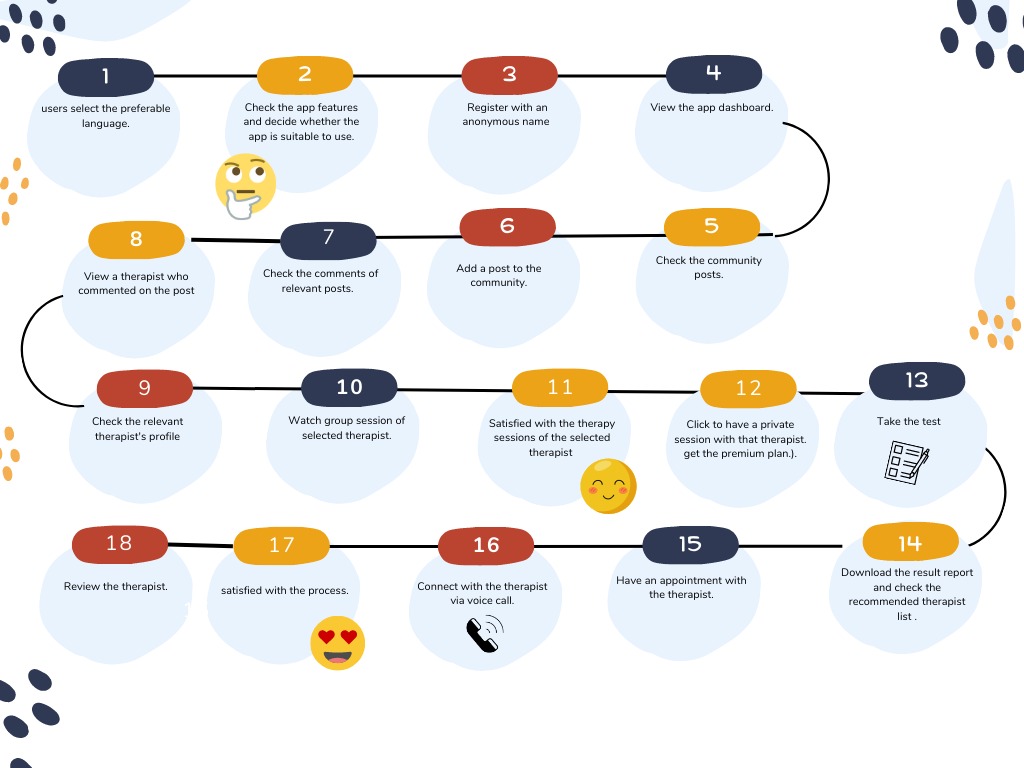 1
users select the preferable
language.
2
Check the app features
and decide whether the
app is suitable to use.
3
Register with an
anonymous name
4
View the app dashboard.
5
Check the community
posts.
6
Add a post to the
community.
7
Check the comments of
relevant posts.
8
View a therapist who
commented on the post
9
Check the relevant
therapist's profile
10
Watch group session of
selected therapist.
11
Satisfied with the therapy
sessions of the selected
therapist
12
Click to have a private
session with that therapist.
get the premium plan.).
13
Take the test
14
Download the result report
and check the
recommended therapist
list .
15
Have an appointment with
the therapist.
16
Connect with the therapist
via voice call.
17
satisfied with the process.
18
Review the therapist.